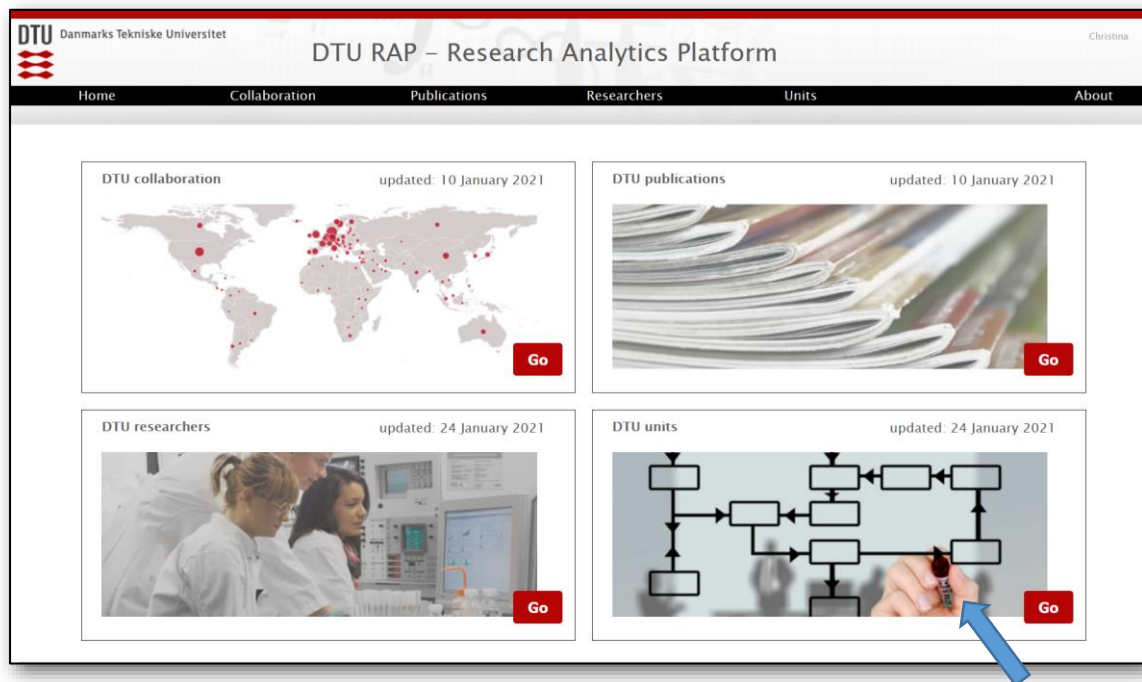 DTU Danmarks Tekniske Universitet
DTU RAP – Research Analytics Platform
Christina
Home Collaboration Publications Researchers Units About
DTU collaboration updated: 10 January 2021
Go
DTU publications updated: 10 January 2021
Go
DTU researchers updated: 24 January 2021
Go
DTU units updated: 24 January 2021
Go